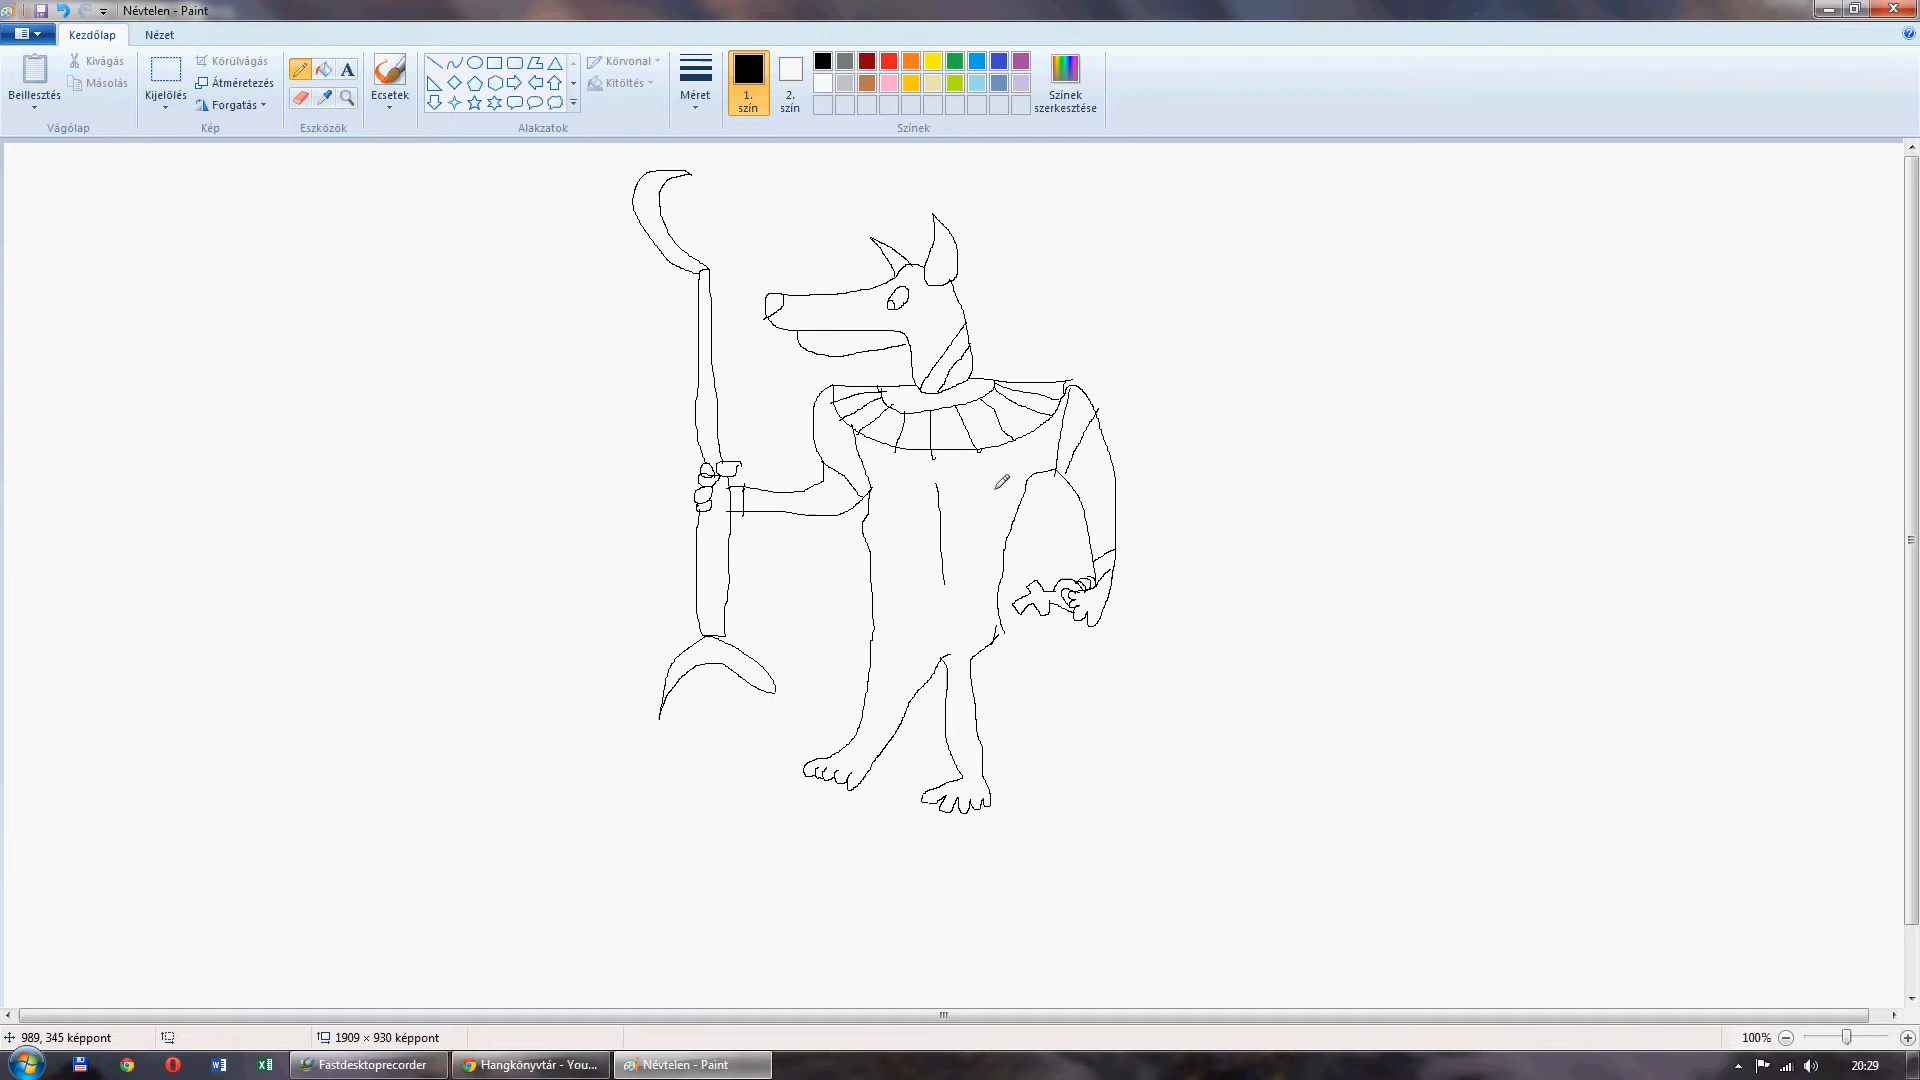 Névtelen - Paint
Kezdőlap
Nézet
Beillesztés
Kivágás
Másolás
Vágólap
Kijelölés
Körülvágás
Átméretezés
Forgatás
Kép
A
Eszközök
Ecsetek
Körvonal
Kitöltés
Alakzatok
Méret
1.
szín
2.
szín
Színek
szerkesztése
Színek
989, 345 képpont
1909 × 930 képpont
100%
Fastdesktoprecorder
Hangkönyvtár - You...
Névtelen - Paint
20:29